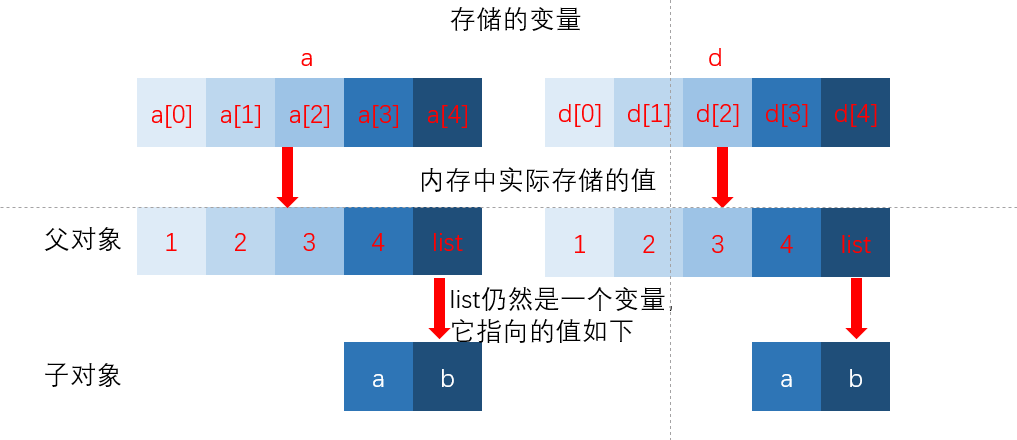 存储的变量
a d
a[0] a[1] a[2] a[3] a[4] d[0] d[1] d[2] d[3] d[4]
内存中实际存储的值
父对象 1 2 3 4 list 1 2 3 4 list
list仍然是一个变量，
它指向的值如下
子对象 a b a b